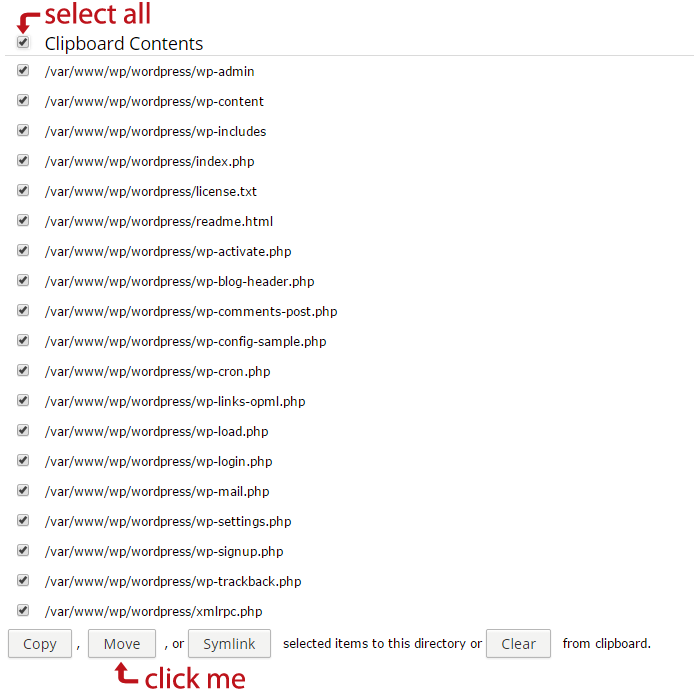 select all
Clipboard Contents
/var/www/wp/wordpress/wp-admin
/var/www/wp/wordpress/wp-content
/var/www/wp/wordpress/wp-includes
/var/www/wp/wordpress/index.php
/var/www/wp/wordpress/license.txt
/var/www/wp/wordpress/readme.html
/var/www/wp/wordpress/wp-activate.php
/var/www/wp/wordpress/wp-blog-header.php
/var/www/wp/wordpress/wp-comments-post.php
/var/www/wp/wordpress/wp-config-sample.php
/var/www/wp/wordpress/wp-cron.php
/var/www/wp/wordpress/wp-links-opml.php
/var/www/wp/wordpress/wp-load.php
/var/www/wp/wordpress/wp-login.php
/var/www/wp/wordpress/wp-mail.php
/var/www/wp/wordpress/wp-settings.php
/var/www/wp/wordpress/wp-signup.php
/var/www/wp/wordpress/wp-trackback.php
/var/www/wp/wordpress/xmlrpc.php
Copy , Move , or Symlink selected items to this directory or Clear from clipboard.
click me